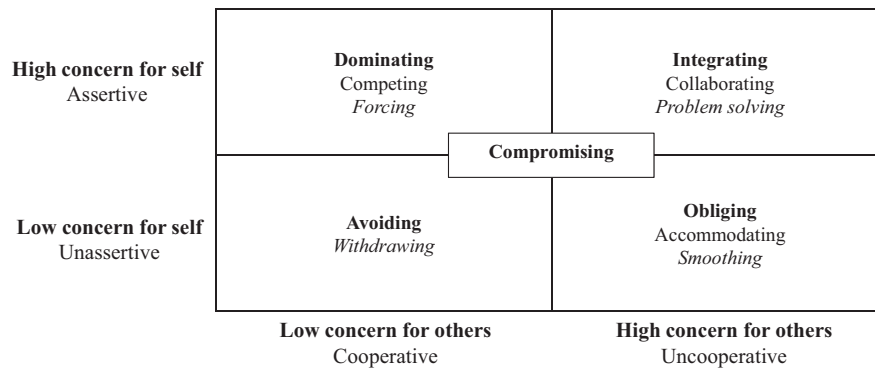 High concern for self
Assertive
Dominating
Competing
Forcing
Integrating
Collaborating
Problem solving
Compromising
Low concern for self
Unassertive
Avoiding
Withdrawing
Obliging
Accommodating
Smoothing
Low concern for others
Cooperative
High concern for others
Uncooperative